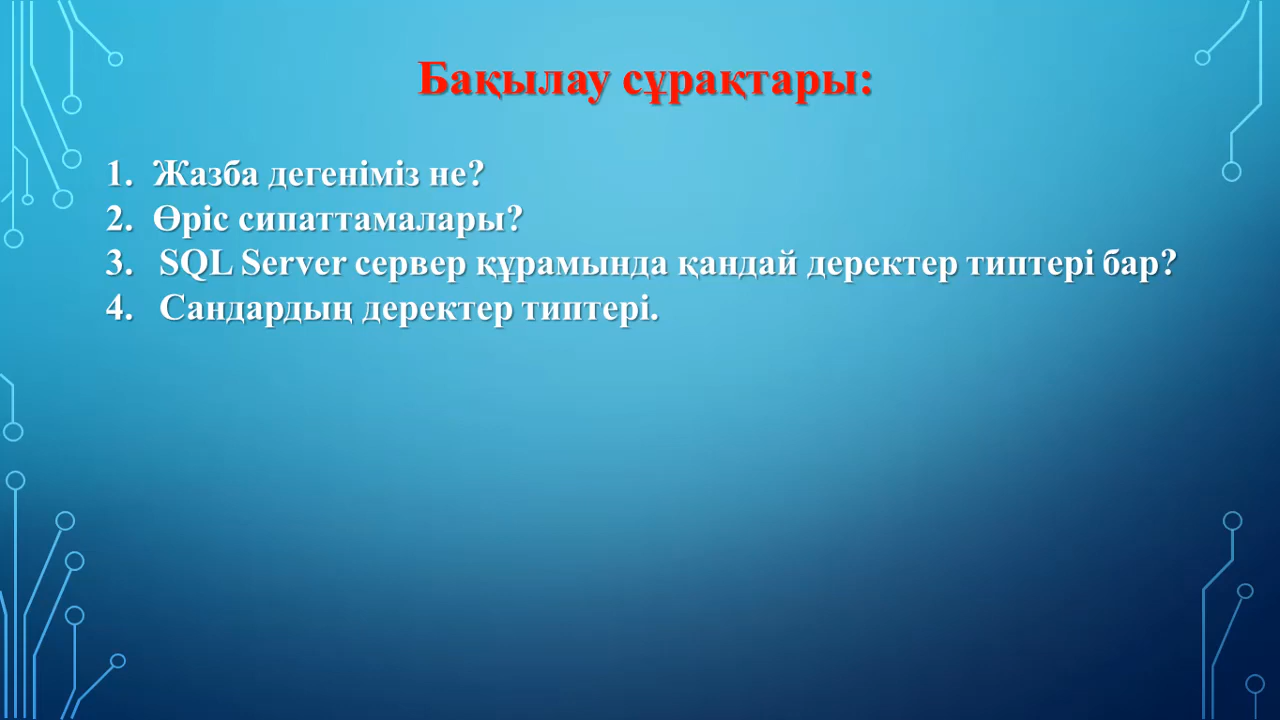 Бақылау сұрақтары:
1. Жазба дегеніміз не?
2. Өріс сипаттамалары?
3. SQL Server сервер құрамында қандай деректер типтері бар?
4. Сандардың деректер типтері.